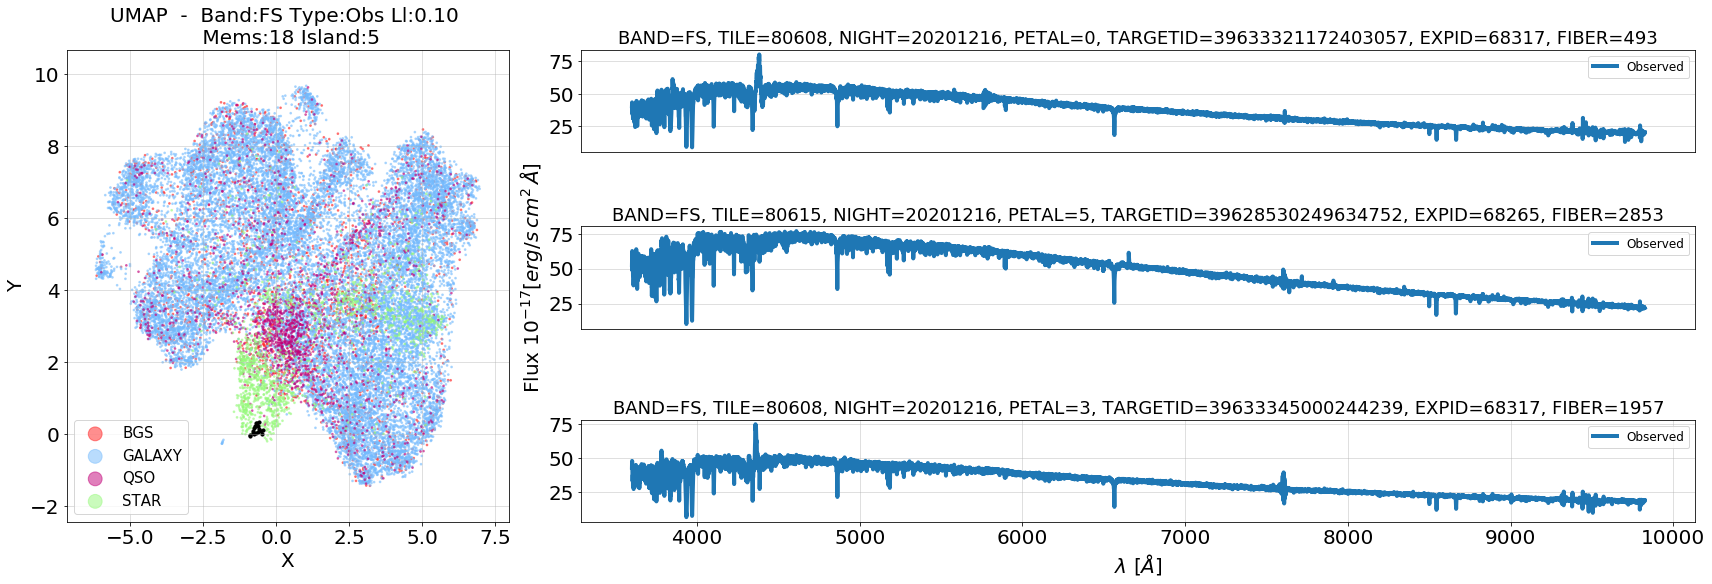 UMAP - Band:FS Type:Obs Ll:0.10
Mems:18 Island:5
10
8
6
4
2
0
−2
Y
−5.0 −2.5 0.0 2.5 5.0 7.5
X
BGS
GALAXY
QSO
STAR
BAND=FS, TILE=80608, NIGHT=20201216, PETAL=0, TARGETID=39633321172403057, EXPID=68317, FIBER=493
75
50
25
Observed
Flux 10⁻¹⁷[erg/s cm² Å]
BAND=FS, TILE=80615, NIGHT=20201216, PETAL=5, TARGETID=39628530249634752, EXPID=68265, FIBER=2853
75
50
25
Observed
BAND=FS, TILE=80608, NIGHT=20201216, PETAL=3, TARGETID=39633345000244239, EXPID=68317, FIBER=1957
75
50
25
Observed
4000 5000 6000 7000 8000 9000 10000
λ [Å]